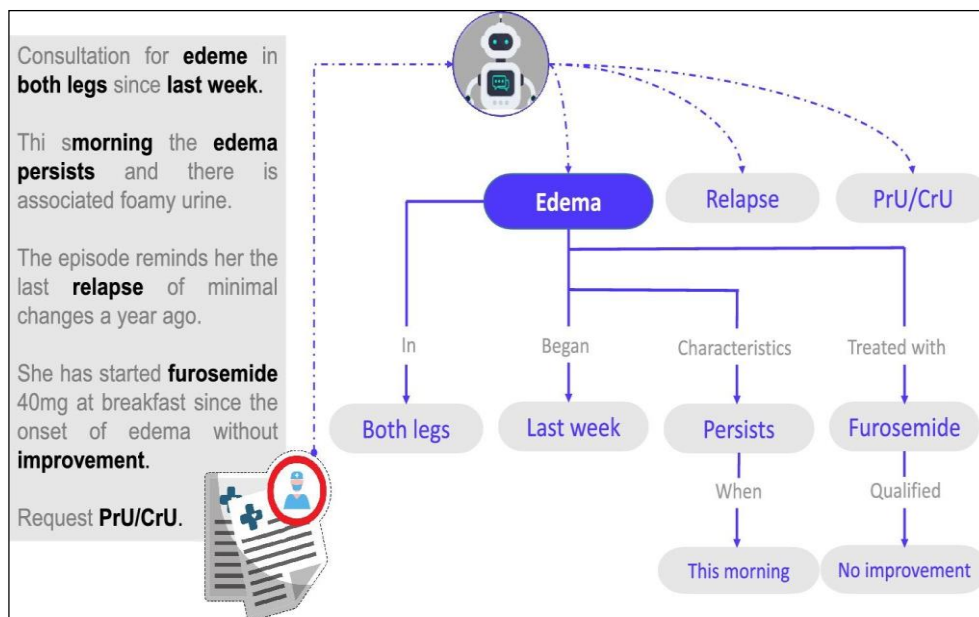 Consultation for edeme in
both legs since last week.
Thi smorning the edema
persists and there is
associated foamy urine.
The episode reminds her the
last relapse of minimal
changes a year ago.
She has started furosemide
40mg at breakfast since the
onset of edema without
improvement.
Request PrU/CrU.
Edema
Relapse
PrU/CrU
In
Began
Characteristics
Treated with
Both legs
Last week
Persists
Furosemide
When
Qualified
This morning
No improvement